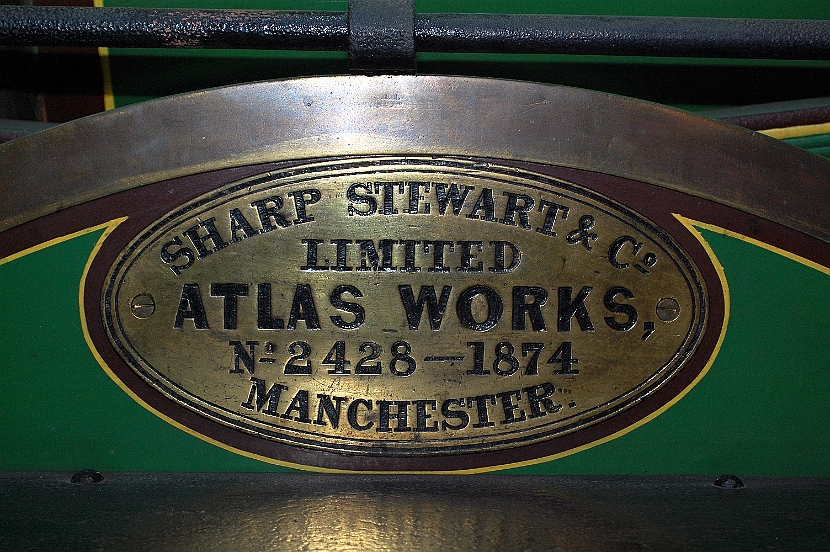 SHARP STEWART & Co.
LIMITED
ATLAS WORKS,
No. 2428-1874
MANCHESTER.